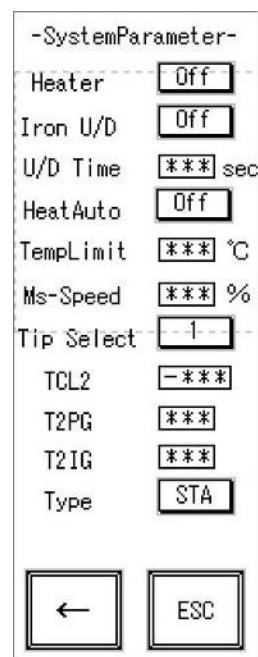 -SystemParameter-
Heater Off
Iron U/D Off
U/D Time *** sec
HeatAuto Off
TempLimit *** ℃
Ms-Speed *** %
Tip Select 1
TCL2 -***
T2PG ***
T2IG ***
Type STA
← ESC